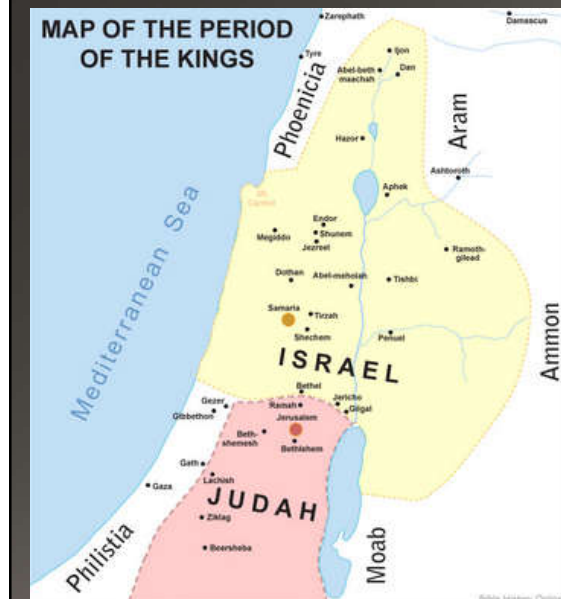 MAP OF THE PERIOD
OF THE KINGS
Zarephath
Damascus
Tyre
Ijon
Abel-beth
maachah
Dan
Phoenicia
Aram
Hazor
Ashtoroth
Aphek
Mt
Carmel
Mediterranean Sea
Endor
Megiddo
Shunem
Jezreel
Ramoth-
gilead
Dothan
Abel-meholah
Tishbi
Samaria
Tirzah
Shechem
Penuel
Ammon
ISRAEL
Bethel
Jericho
Gezer
Ramah
Gilgal
Gibbethon
Jerusalem
Beth-
shemesh
Bethlehem
Gath
Lachish
Gaza
JUDAH
Ziklag
Moab
Philistia
Beersheba
Bible History Online